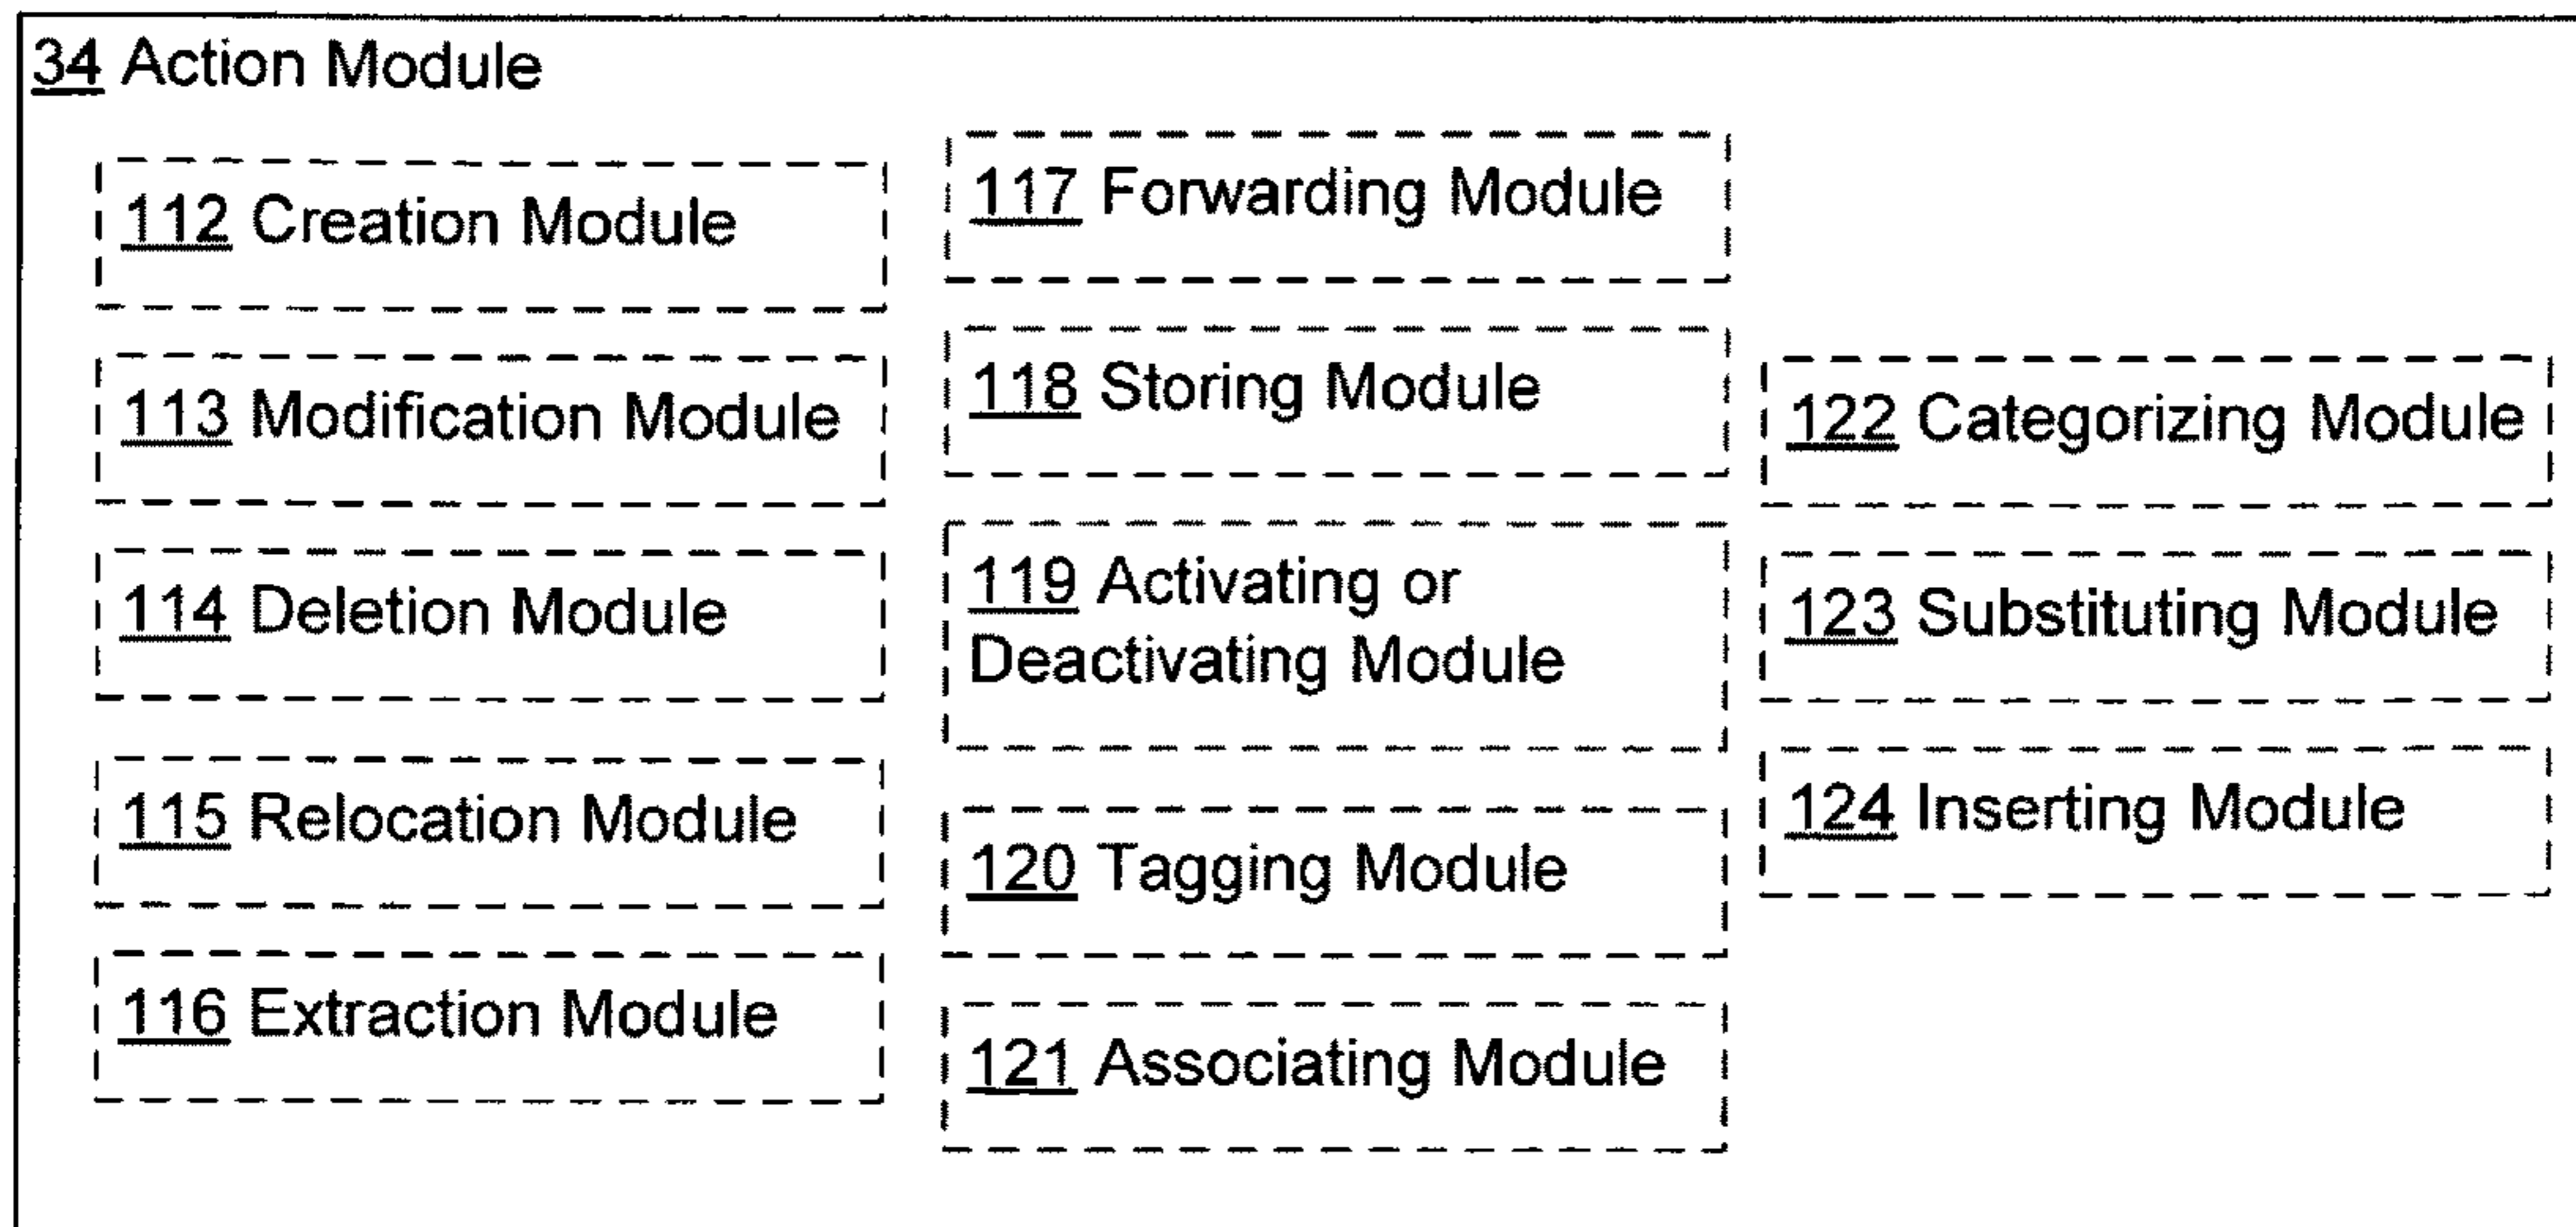 34 Action Module
112 Creation Module
113 Modification Module
114 Deletion Module
115 Relocation Module
116 Extraction Module
117 Forwarding Module
118 Storing Module
119 Activating or
Deactivating Module
120 Tagging Module
121 Associating Module
122 Categorizing Module
123 Substituting Module
124 Inserting Module